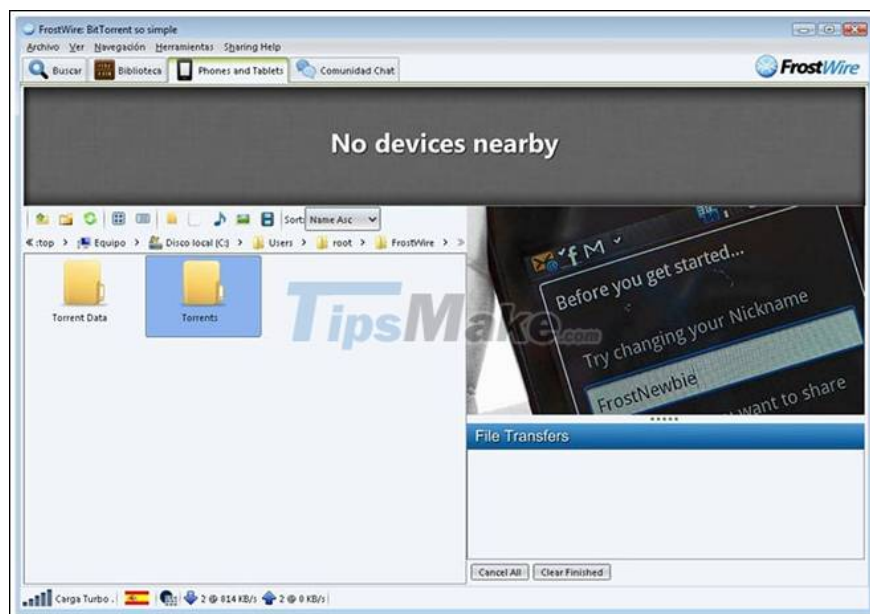 FrostWire: BitTorrent so simple
Archivo Ver Navegación Herramientas Sharing Help
Buscar Biblioteca Phones and Tablets Comunidad Chat
FrostWire
No devices nearby
Sort: Name Asc
Equipo > Disco local (C:) > Users > root > FrostWire >
Torrent Data
Torrents
TipsMake.com
Before you get started...
Try changing your Nickname
FrostNewbie
want to share
File Transfers
Cancel All Clear Finished
Carga Turbo . 2 @ 814 KB/s 2 @ 0 KB/s